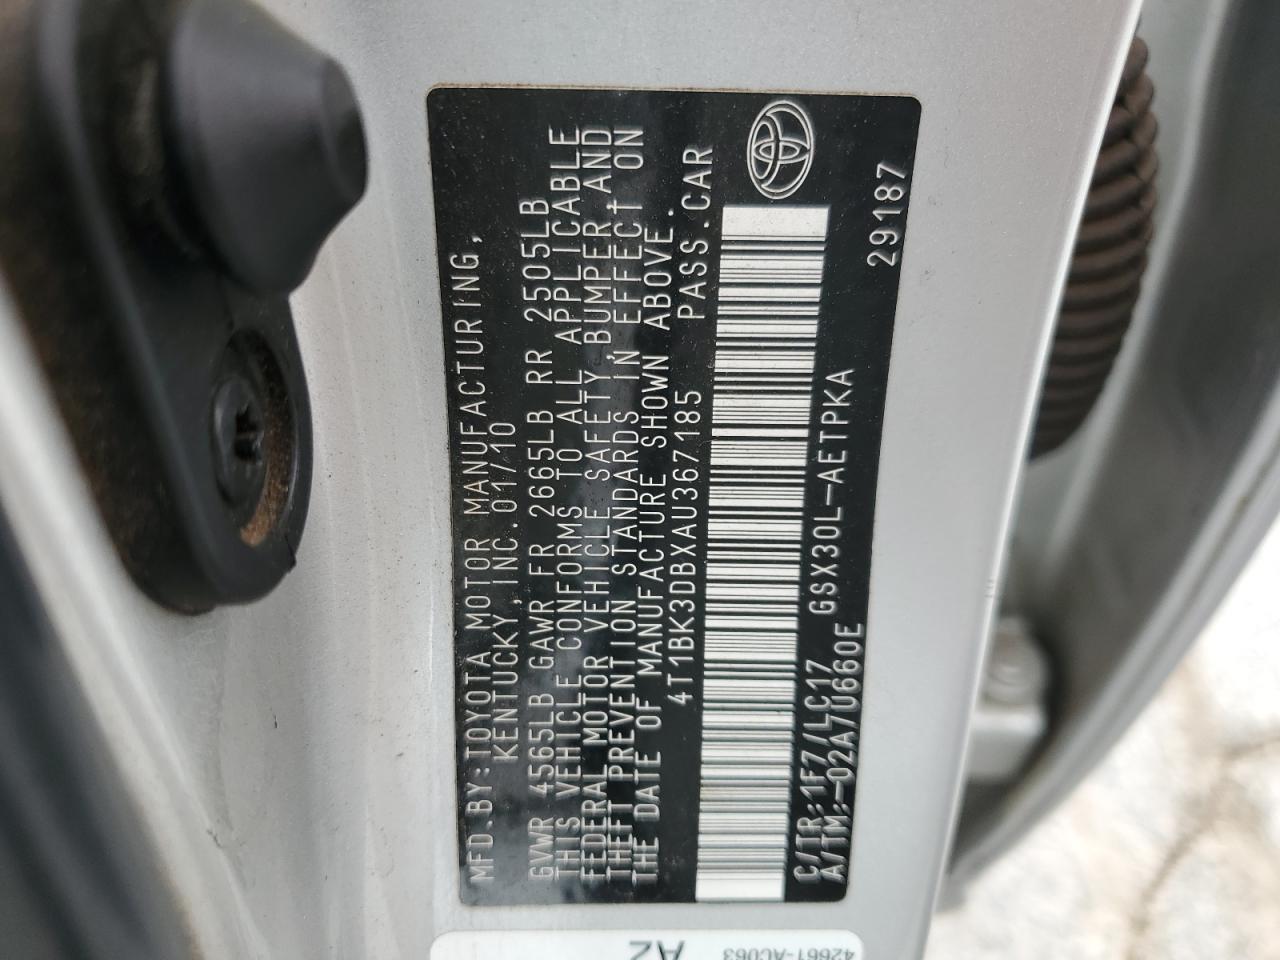 MFD.BY:TOYOTA MOTOR MANUFACTURING,
KENTUCKY,INC.01/10
GVWR 4565LB GAWR FR 2665LB RR 2505LB
THIS VEHICLE CONFORMS TO ALL APPLICABLE
FEDERAL MOTOR VEHICLE SAFETY,BUMPER,AND
THEFT PREVENTION STANDARDS IN EFFECT ON
THE DATE OF MANUFACTURE SHOWN ABOVE.
4T1BK3DBXAU367185 PASS.CAR
C/TR:1F7/LC17 GSX30L-AETPKA
A/TM:-02A/U660E
29187
42661-AC063
AZ